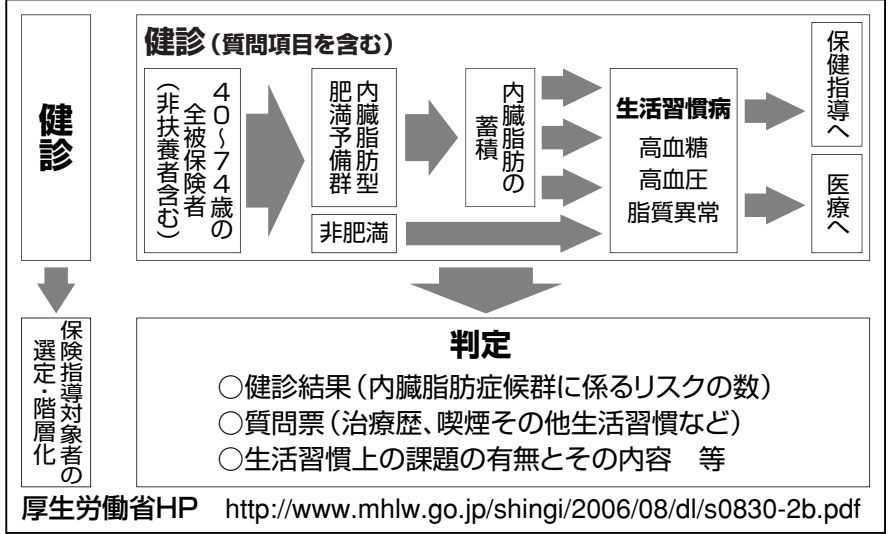 健診
健診（質問項目を含む）
40～74歳の
全被保険者
（非扶養者含む）
内臓脂肪型
肥満予備群
非肥満
内臓脂肪の
蓄積
生活習慣病
高血糖
高血圧
脂質異常
保健指導へ
医療へ
保険指導対象者の
選定・階層化
判定
○健診結果（内臓脂肪症候群に係るリスクの数）
○質問票（治療歴、喫煙その他生活習慣など）
○生活習慣上の課題の有無とその内容　等
厚生労働省HP　http://www.mhlw.go.jp/shingi/2006/08/dl/s0830-2b.pdf